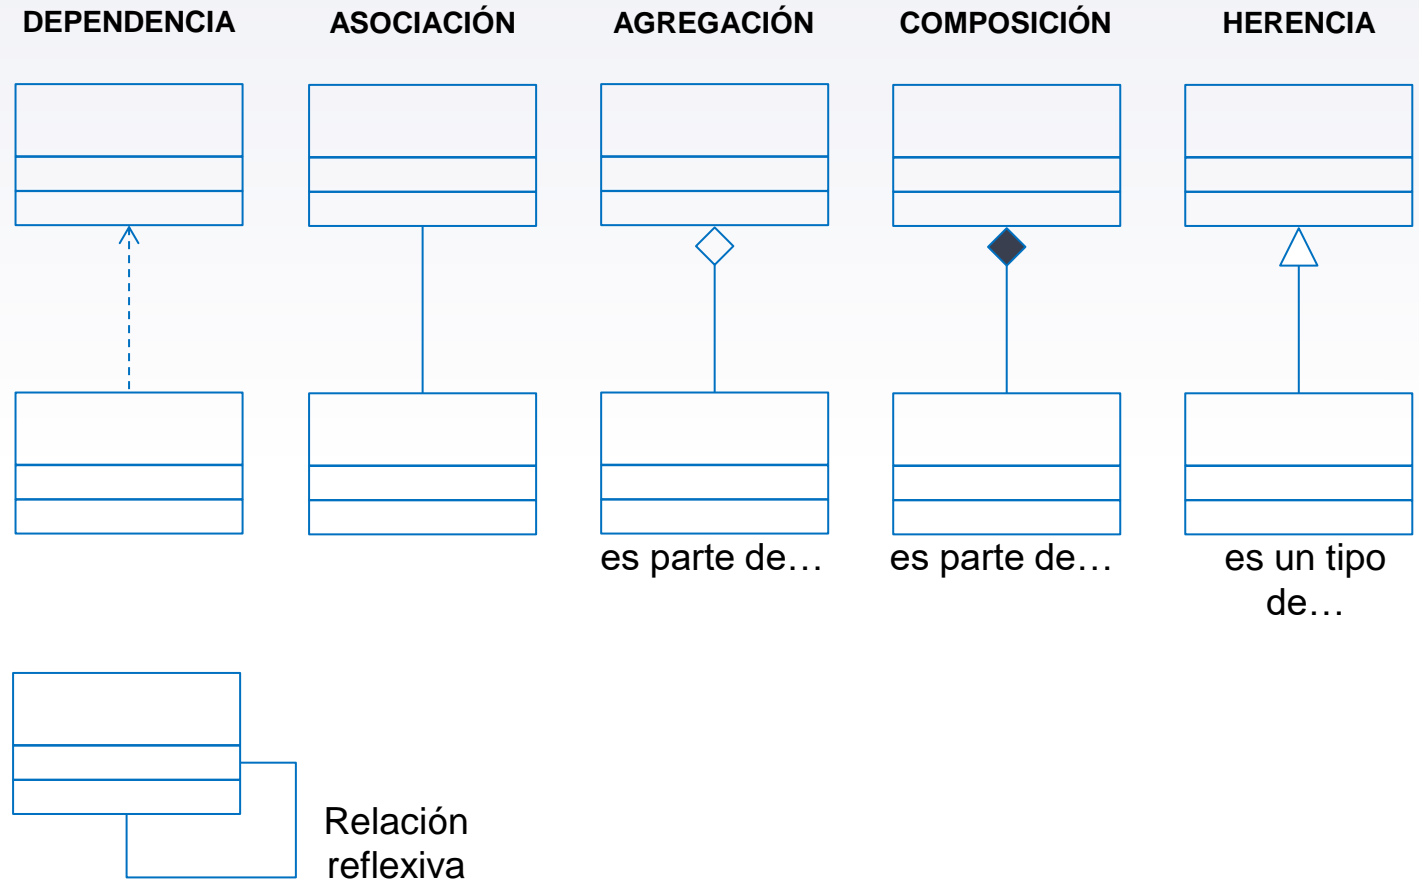 DEPENDENCIA
ASOCIACIÓN
AGREGACIÓN
COMPOSICIÓN
HERENCIA
es parte de…
es parte de…
es un tipo
de…
Relación
reflexiva